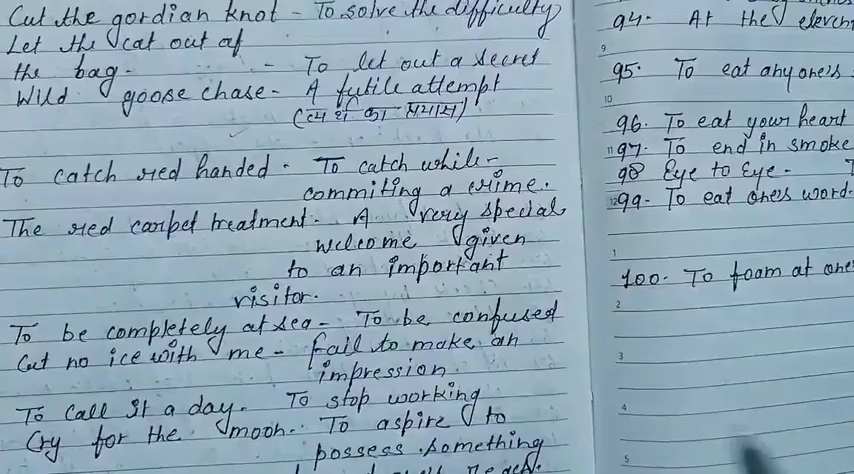 Cut the gordian knot - To solve the difficulty
Let the cat out of
the bag. - To let out a secret
Wild goose chase - A futile attempt
(व्यर्थ का प्रयास)
To catch red handed - To catch while -
commiting a crime.
The red carpet treatment. A very special
welcome given
to an important
visitor.
To be completely at sea - To be confused
Cut no ice with me - fail to make an
impression
To call it a day. To stop working
Cry for the moon. To aspire to
possess something
reach.
94. At the eleven
95. To eat anyone's
96. To eat your heart
97. To end in smoke
98 Eye to Eye -
99. To eat one's word.
100. To foam at one